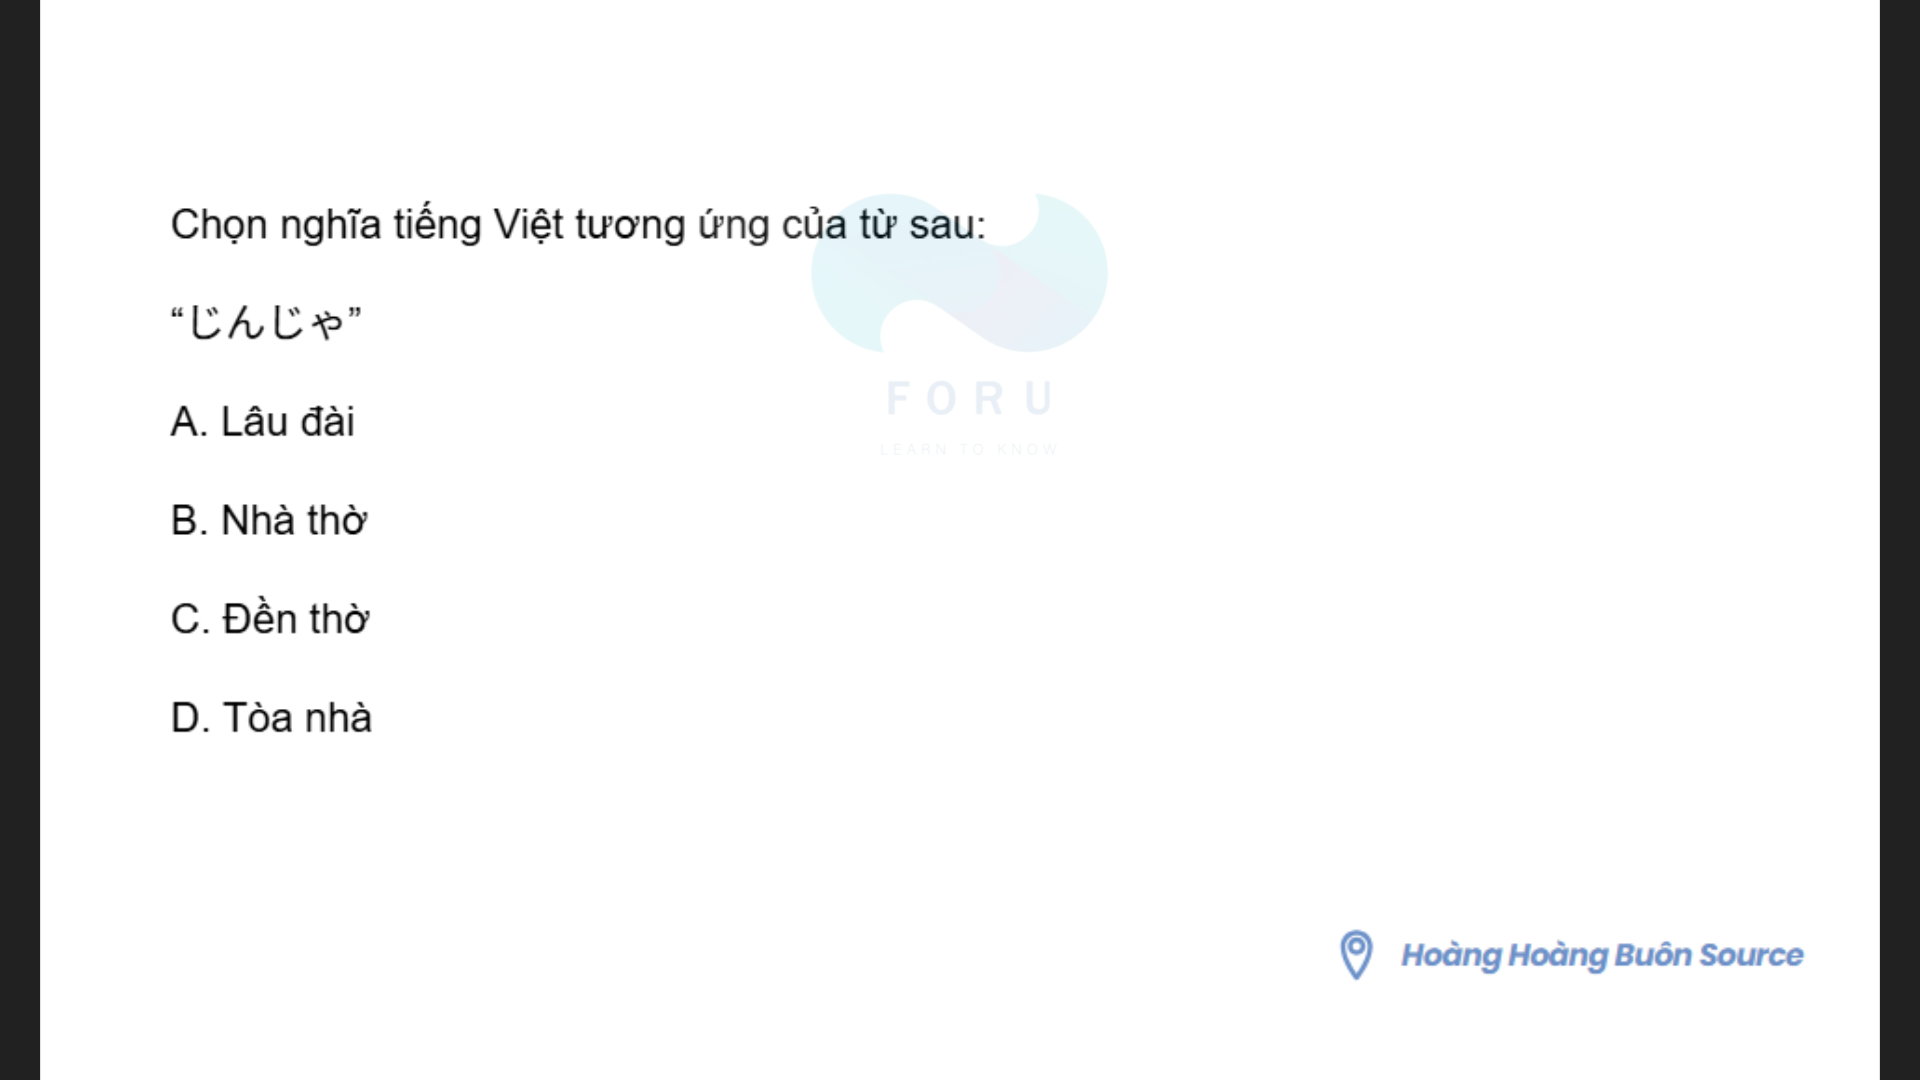 Chọn nghĩa tiếng Việt tương ứng của từ sau:
“じんじゃ”
A. Lâu đài
B. Nhà thờ
C. Đền thờ
D. Tòa nhà
FORU
LEARN TO KNOW
Hoàng Hoàng Buôn Source